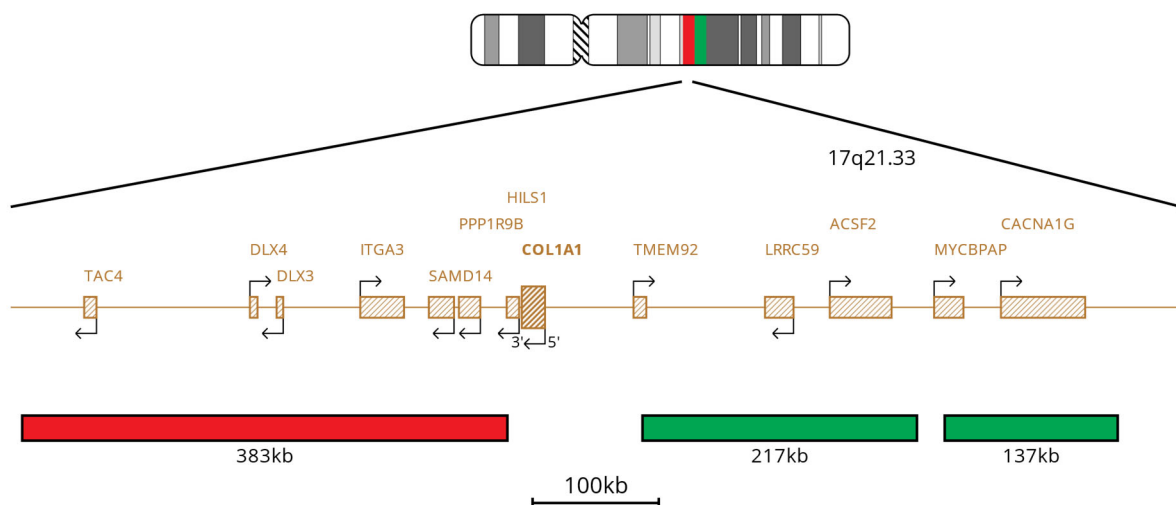 17q21.33
HILS1
PPP1R9B
ACSF2
CACNA1G
DLX4
ITGA3
COL1A1
TMEM92
LRRC59
MYCBPAP
TAC4
DLX3
SAMD14
3' 5'
383kb
217kb
137kb
100kb